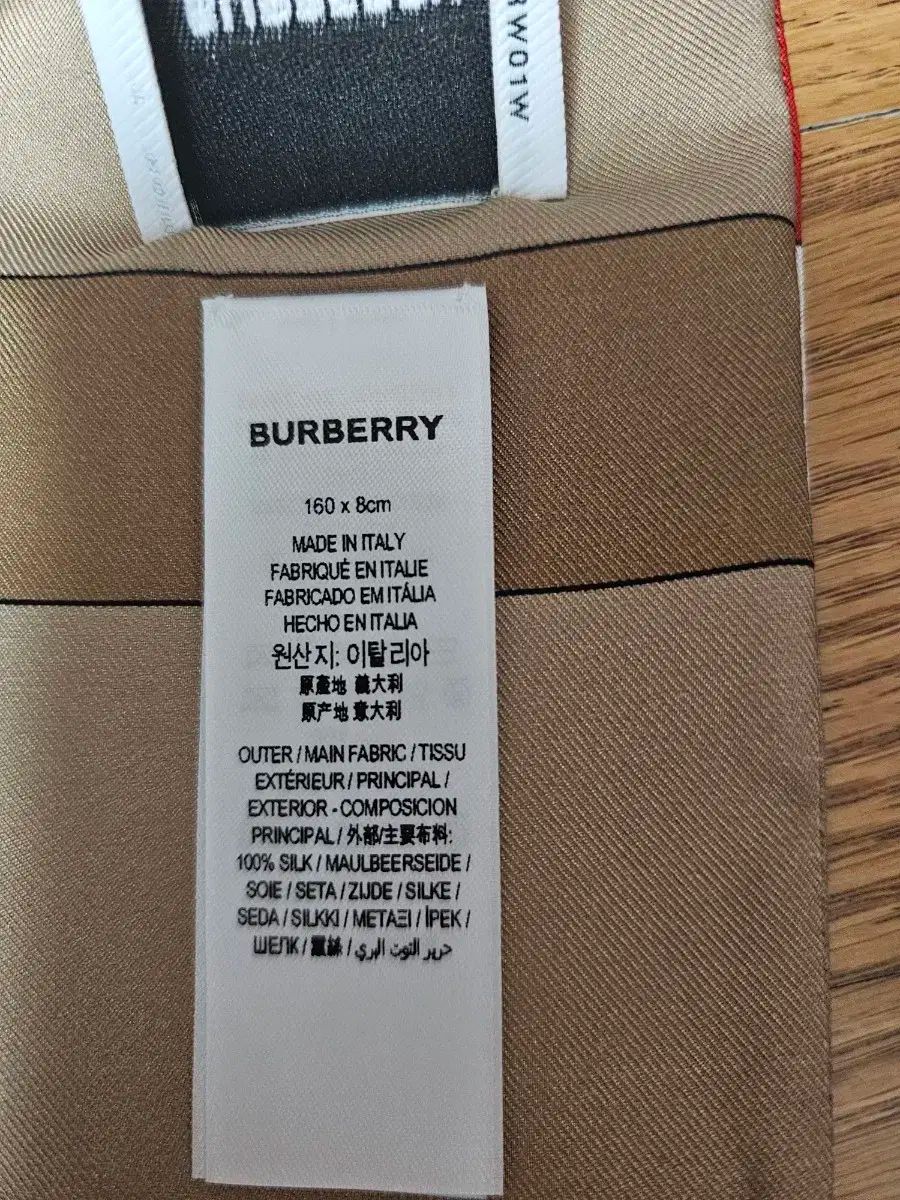 RW01W
BURBERRY
160 x 8cm
MADE IN ITALY
FABRIQUÉ EN ITALIE
FABRICADO EM ITÁLIA
HECHO EN ITALIA
원산지: 이탈리아
原產地 義大利
原产地 意大利
OUTER / MAIN FABRIC / TISSU
EXTÉRIEUR / PRINCIPAL /
EXTERIOR - COMPOSICION
PRINCIPAL / 外部/主要布料:
100% SILK / MAULBEERSEIDE /
SOIE / SETA / ZIJDE / SILKE /
SEDA / SILKKI / ΜΕΤΑΞΙ / İPEK /
ШЕЛК / 蠶絲 / حرير التوت البري